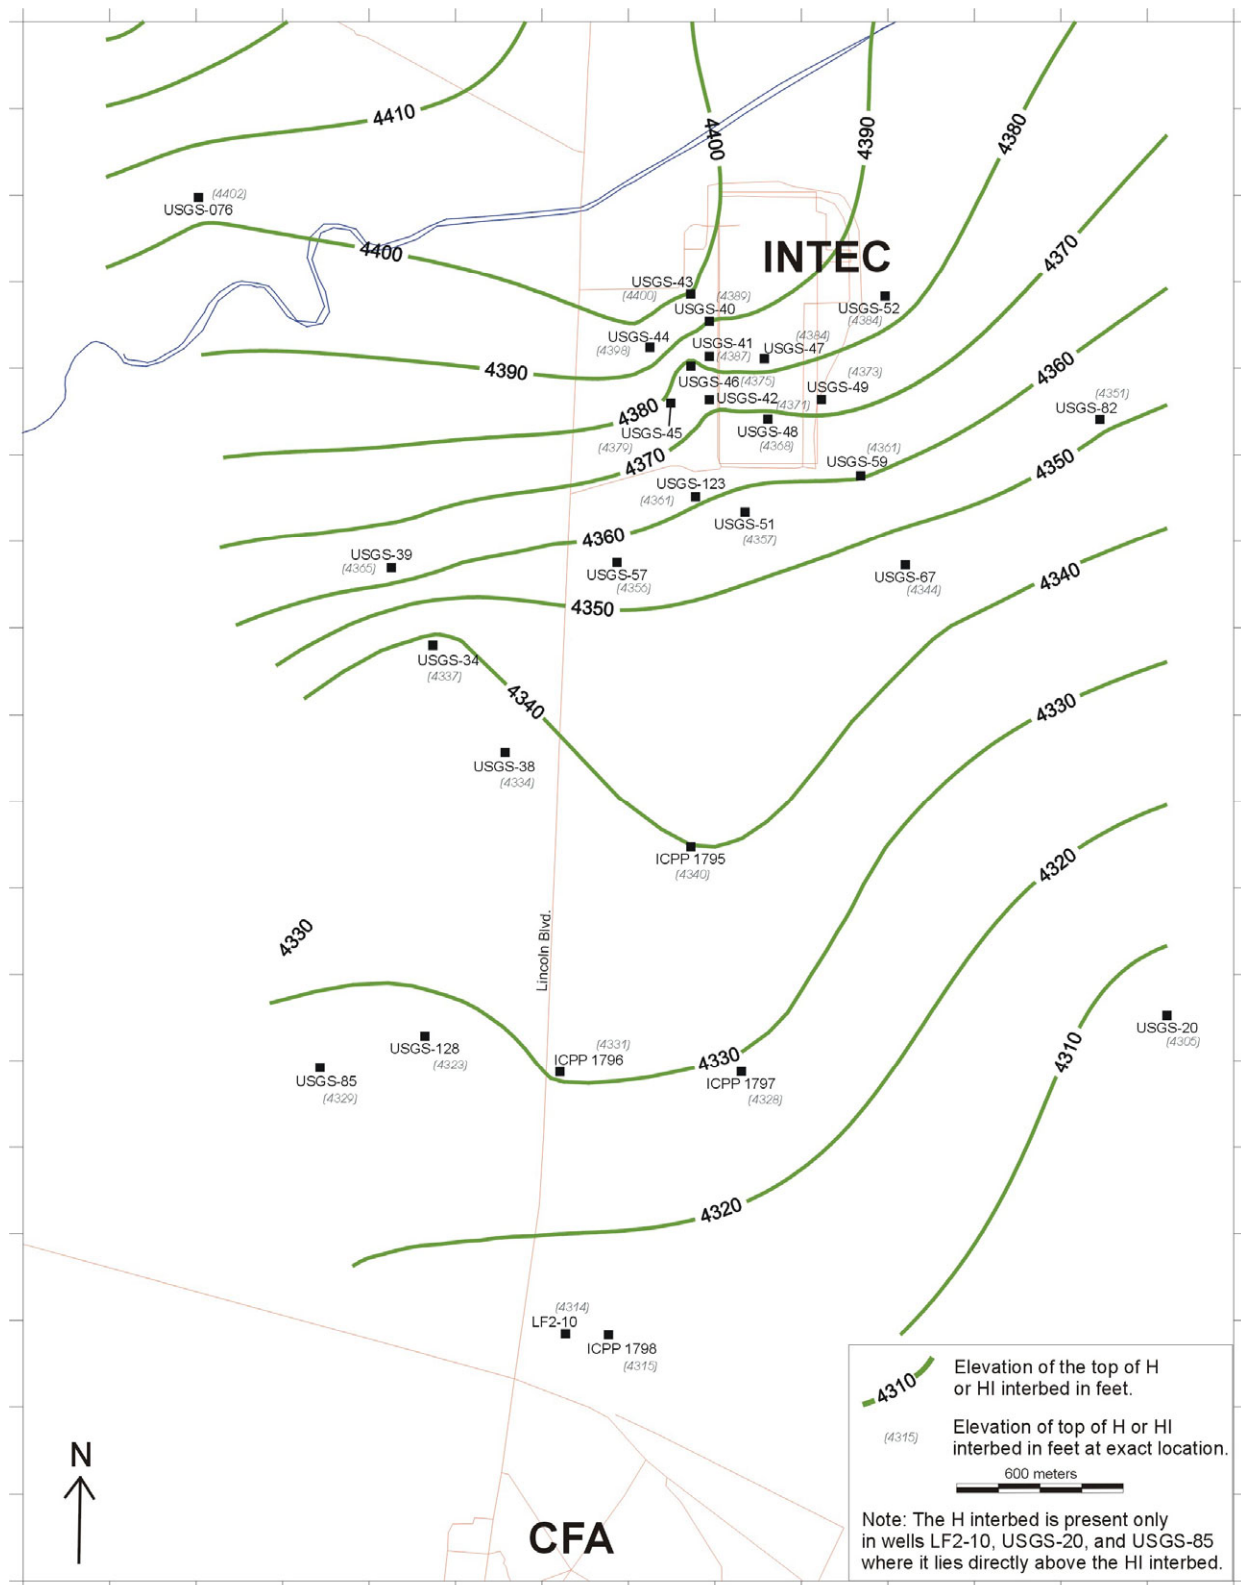 4410
4400
4390
4380
(4402)
USGS-076
4400
INTEC
4370
USGS-43
(4400)
(4389)
USGS-40
USGS-52
(4384)
USGS-44
(4398)
USGS-41
(4387)
(4384)
USGS-47
4390
4360
USGS-46
(4375)
(4373)
USGS-49
4380
USGS-42
(4371)
(4351)
USGS-82
USGS-45
(4379)
USGS-48
(4368)
4370
(4361)
USGS-59
4350
USGS-123
(4361)
USGS-51
(4357)
4360
USGS-39
(4365)
USGS-57
(4356)
USGS-67
(4344)
4340
4350
USGS-34
(4337)
4340
4330
USGS-38
(4334)
ICPP 1795
(4340)
4320
4330
Lincoln Blvd.
USGS-20
(4305)
4310
USGS-128
(4323)
(4331)
ICPP 1796
4330
USGS-85
(4329)
ICPP 1797
(4328)
4320
(4314)
LF2-10
ICPP 1798
(4315)
4310
Elevation of the top of H
or HI interbed in feet.
(4315)
Elevation of top of H or HI
interbed in feet at exact location.
600 meters
Note: The H interbed is present only
in wells LF2-10, USGS-20, and USGS-85
where it lies directly above the HI interbed.
N
CFA